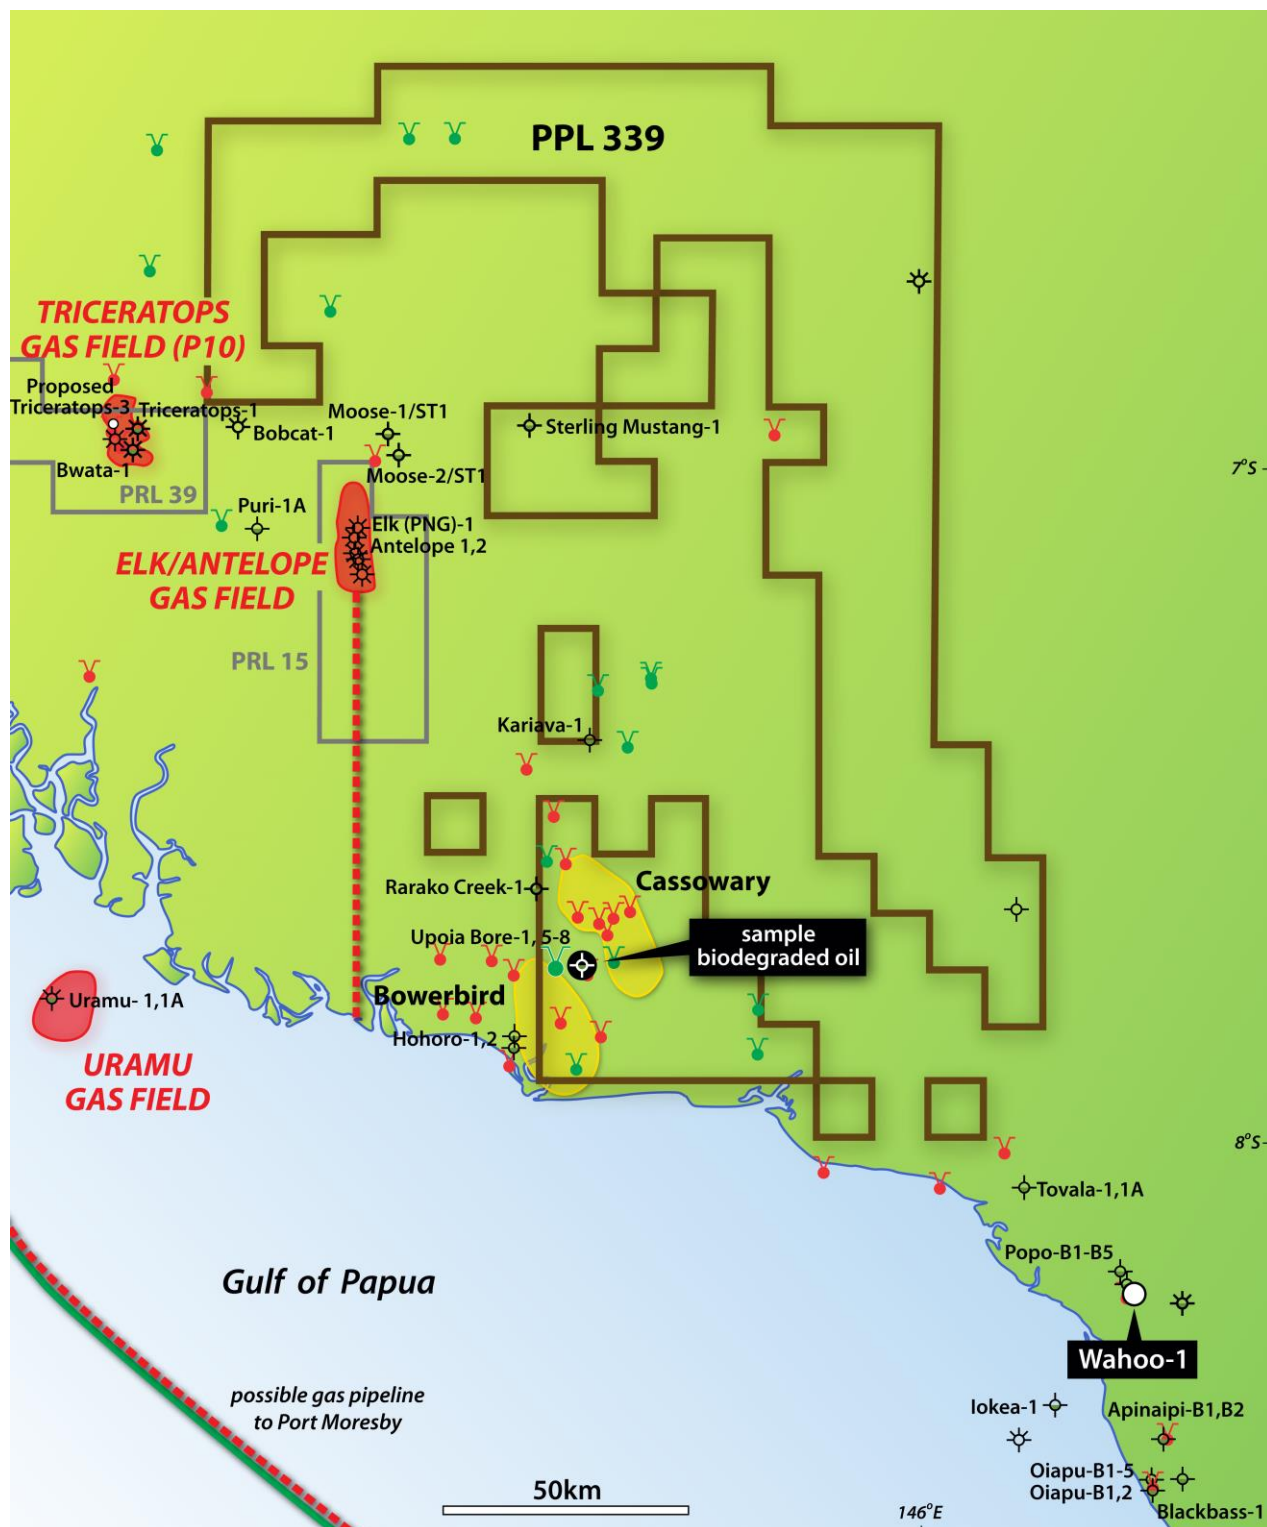 PPL 339
TRICERATOPS
GAS FIELD (P10)
Proposed
Triceratops-3
Triceratops-1
Moose-1/ST1
Bobcat-1
Sterling Mustang-1
Bwata-1
Moose-2/ST1
7°S
PRL 39
Puri-1A
Elk (PNG)-1
Antelope 1,2
ELK/ANTELOPE
GAS FIELD
PRL 15
Kariava-1
Cassowary
Rarako Creek-1
sample
biodegraded oil
Upoia Bore-1, 5-8
Bowerbird
Uramu- 1,1A
Hohoro-1,2
URAMU
GAS FIELD
8°S
Tovala-1,1A
Popo-B1-B5
Gulf of Papua
Wahoo-1
possible gas pipeline
to Port Moresby
Iokea-1
Apinaipi-B1,B2
Oiapu-B1-5
Oiapu-B1,2
50km
146°E
Blackbass-1